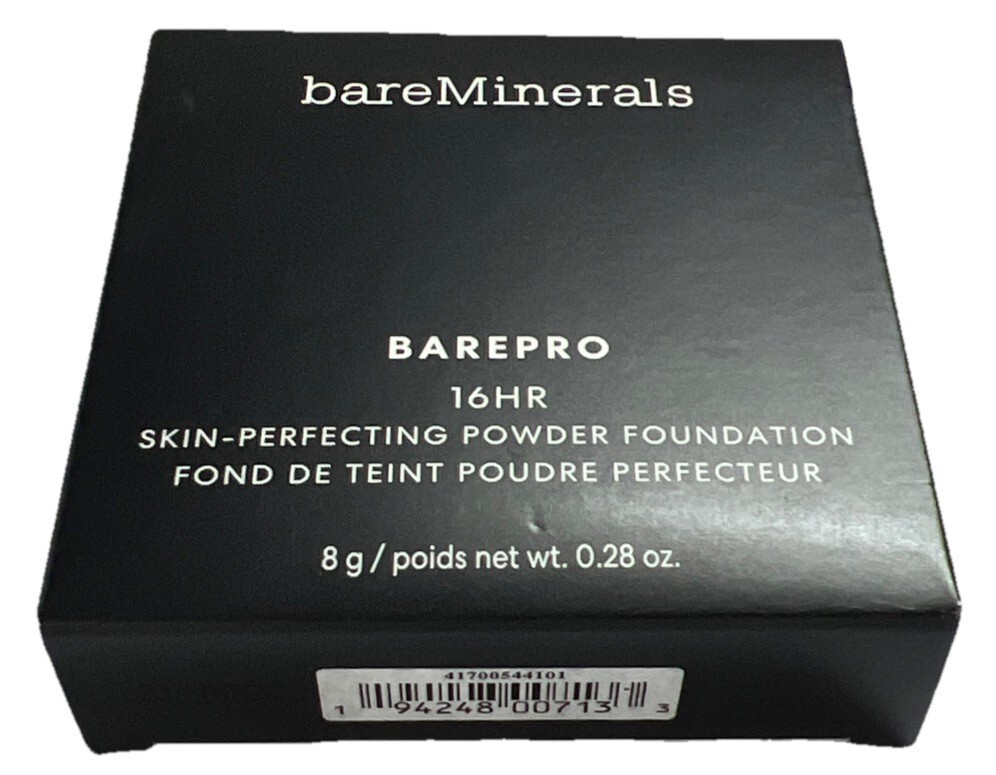 bareMinerals
BAREPRO
16HR
SKIN-PERFECTING POWDER FOUNDATION
FOND DE TEINT POUDRE PERFECTEUR
8 g / poids net wt. 0.28 oz.
41700544101
1 94248 00713 3